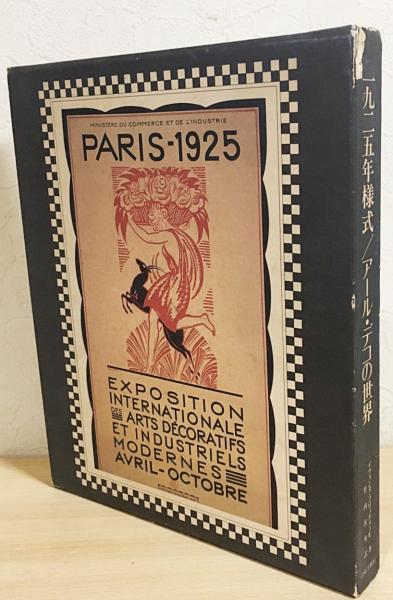 MINISTÈRE DU COMMERCE ET DE L'INDUSTRIE
PARIS-1925
EXPOSITION
INTERNATIONALE
DES ARTS DÉCORATIFS
ET INDUSTRIELS
MODERNES
AVRIL-OCTOBRE
一九二五年様式/アール・デコの世界